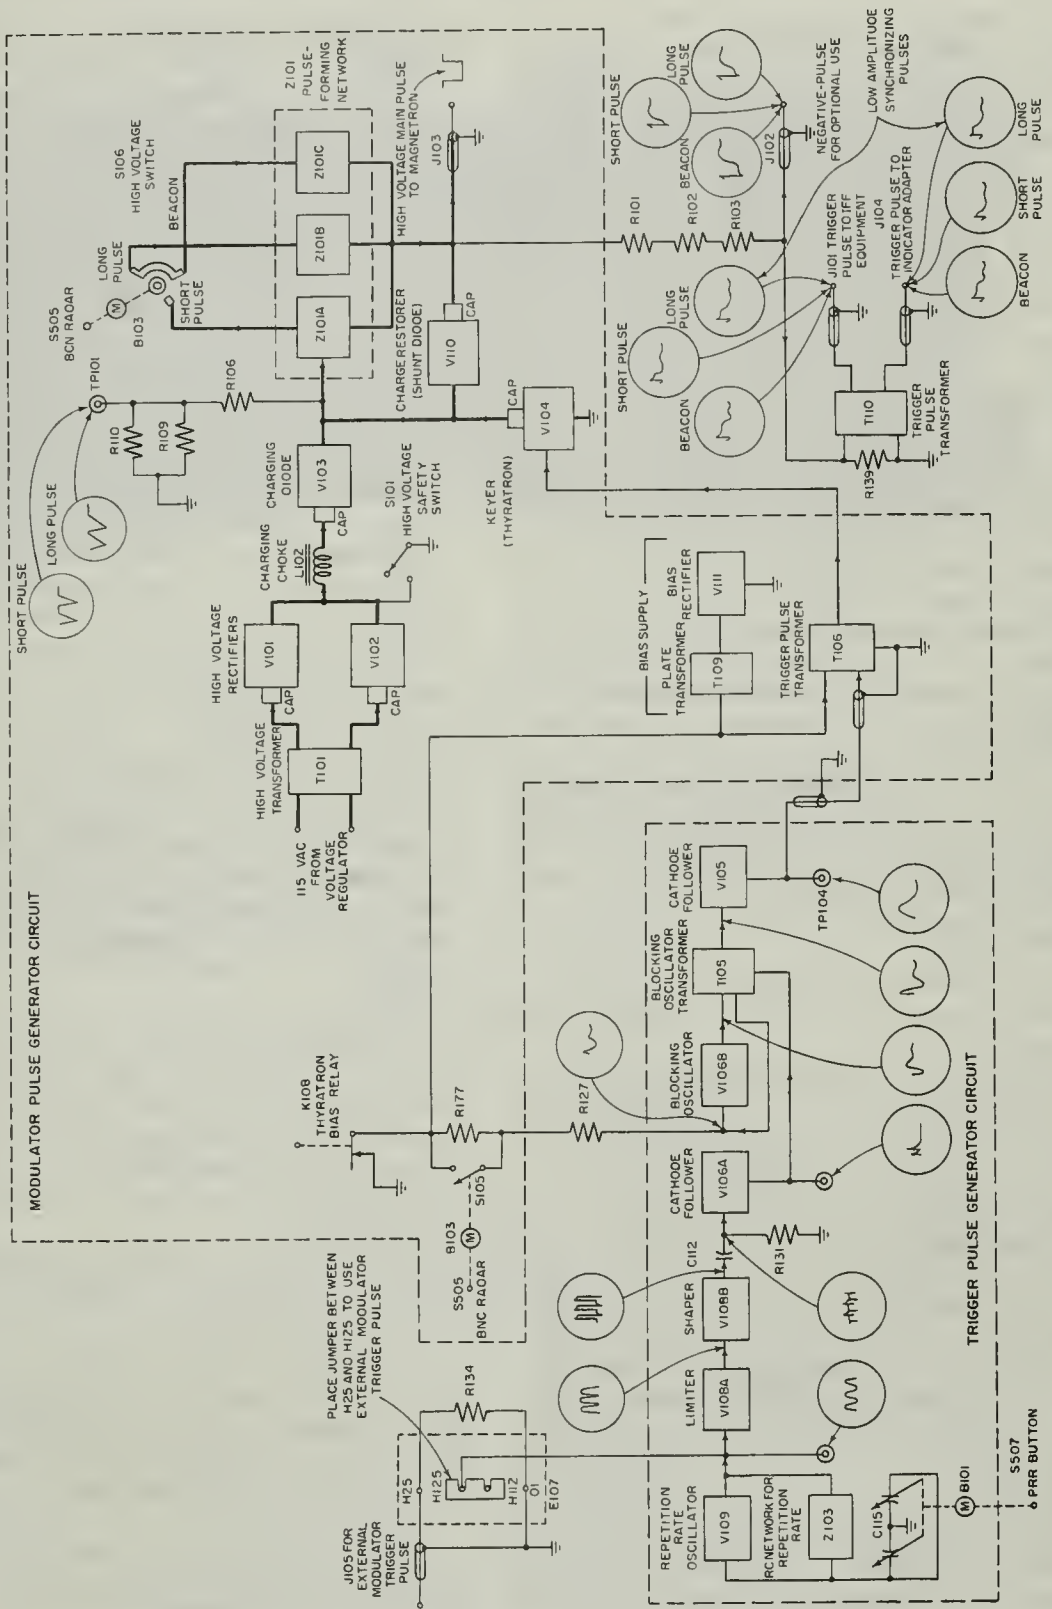 MODULATOR PULSE GENERATOR CIRCUIT
SHORT PULSE
LONG PULSE
TP101
R110
R109
R106
S505
BCN RADAR
B103
LONG
PULSE
SHORT
PULSE
BEACON
S106
HIGH VOLTAGE
SWITCH
Z101
PULSE-
FORMING
NETWORK
Z101A
Z101B
Z101C
115 VAC
FROM
VOLTAGE
REGULATOR
HIGH VOLTAGE
TRANSFORMER
T101
HIGH VOLTAGE
RECTIFIERS
CAP
V101
CAP
V102
CHARGING
CHOKE
L102
CAP
CHARGING
DIODE
V103
S101
HIGH VOLTAGE
SAFETY
SWITCH
CHARGE RESTORER
(SHUNT DIODE)
V110
CAP
HIGH VOLTAGE MAIN PULSE
TO MAGNETRON
J103
KEYER
(THYRATRON)
V104
CAP
R101
R102
R103
SHORT PULSE
LONG
PULSE
BEACON
J102
NEGATIVE-PULSE
FOR OPTIONAL USE
LOW AMPLITUDE
SYNCHRONIZING
PULSES
LONG
PULSE
SHORT PULSE
BEACON
J101 TRIGGER
PULSE TO IFF
EQUIPMENT
J104
TRIGGER PULSE TO
INDICATOR ADAPTER
LONG
PULSE
SHORT
PULSE
BEACON
T110
TRIGGER
PULSE
TRANSFORMER
R139
BIAS SUPPLY
PLATE
TRANSFORMER
T109
BIAS
RECTIFIER
V111
TRIGGER PULSE
TRANSFORMER
T106
K108
THYRATRON
BIAS RELAY
R177
S105
B103
M
S505
BNC RADAR
R127
J105 FOR
EXTERNAL
MODULATOR
TRIGGER
PULSE
H25
H125
H112
O1
E107
R134
PLACE JUMPER BETWEEN
H25 AND H125 TO USE
EXTERNAL MODULATOR
TRIGGER PULSE
REPETITION
RATE
OSCILLATOR
V109
RC NETWORK FOR
REPETITION
RATE
Z103
C115
M
B101
S507
PRR BUTTON
LIMITER
V108A
SHAPER
V108B
C112
R131
CATHODE
FOLLOWER
V106A
BLOCKING
OSCILLATOR
V106B
BLOCKING
OSCILLATOR
TRANSFORMER
T105
CATHODE
FOLLOWER
V105
TP104
TRIGGER PULSE GENERATOR CIRCUIT